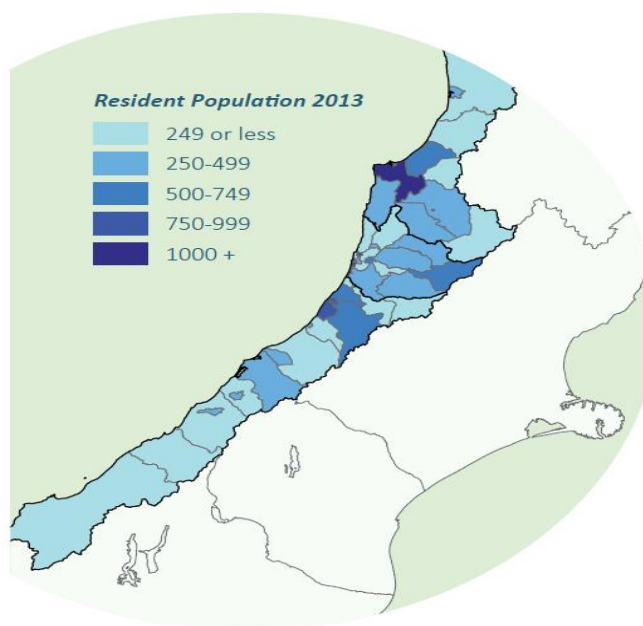 Resident Population 2013
249 or less
250-499
500-749
750-999
1000 +